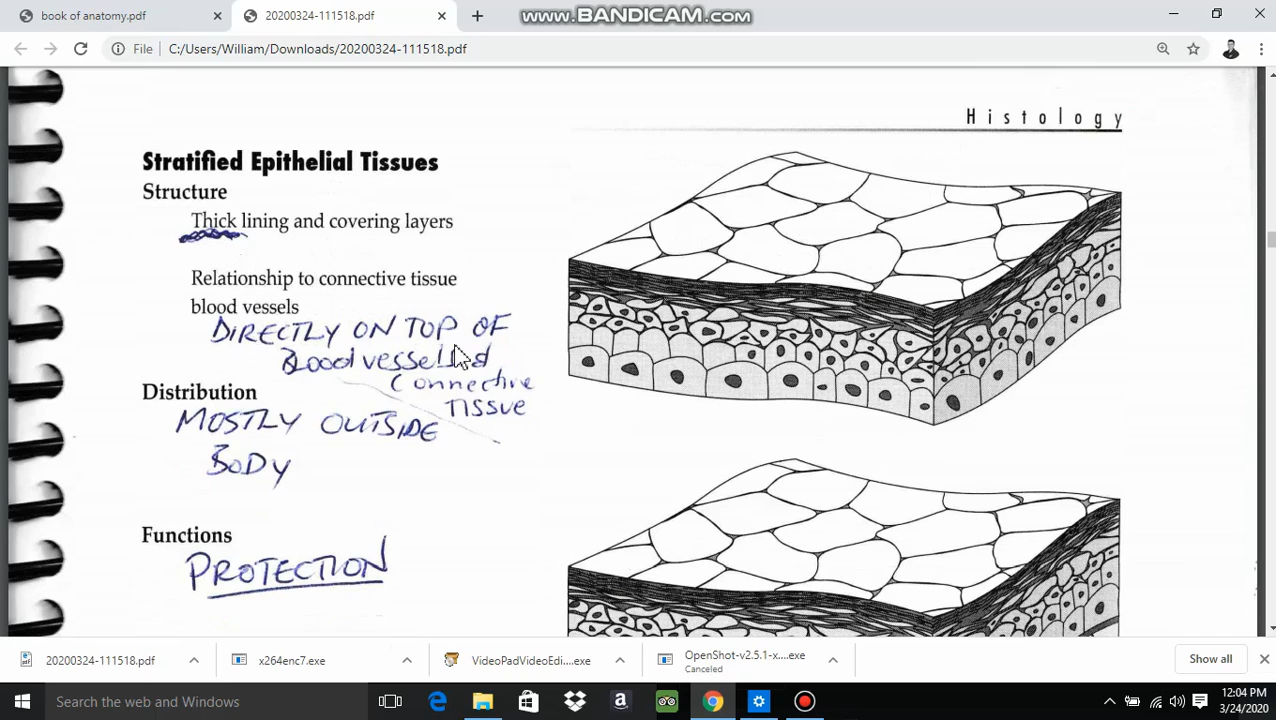 book of anatomy.pdf
20200324-111518.pdf
www.BANDICAM.com
File
C:/Users/William/Downloads/20200324-111518.pdf
Histology
Stratified Epithelial Tissues
Structure
Thick lining and covering layers
Relationship to connective tissue
blood vessels
DIRECTLY ON TOP OF
Blood vessel
Connective
TISSUE
Distribution
MOSTLY OUTSIDE
BODY
Functions
PROTECTION
20200324-111518.pdf
x264enc7.exe
VideoPadVideoEdi....exe
OpenShot-v2.5.1-x....exe
Canceled
Show all
Search the web and Windows
12:04 PM
3/24/2020